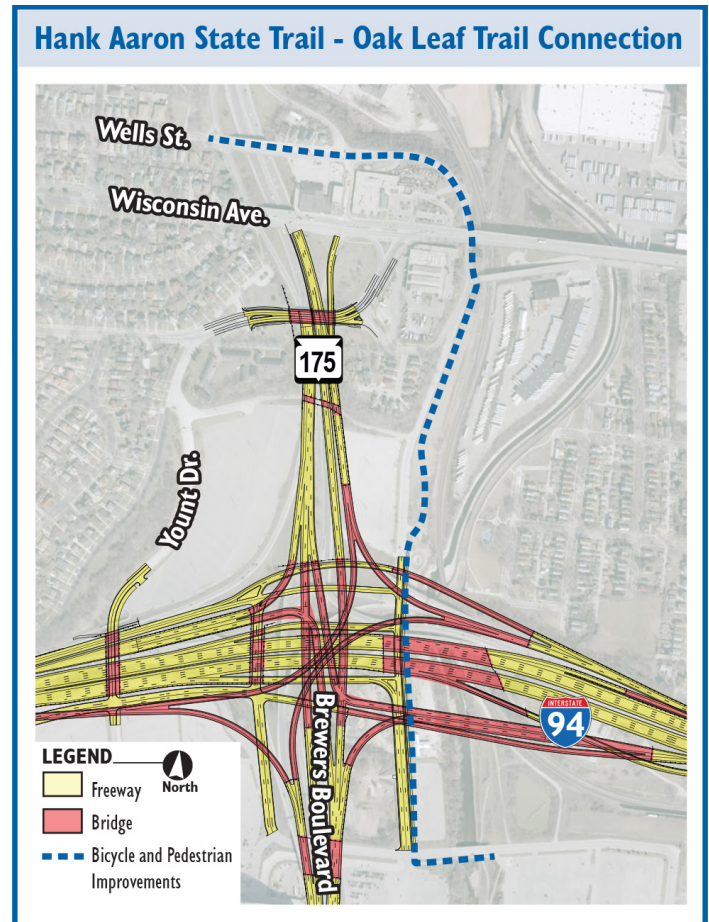 Hank Aaron State Trail - Oak Leaf Trail Connection
Wells St.
Wisconsin Ave.
175
Yount Dr.
Brewers Boulevard
INTERSTATE
94
LEGEND
North
Freeway
Bridge
Bicycle and Pedestrian
Improvements